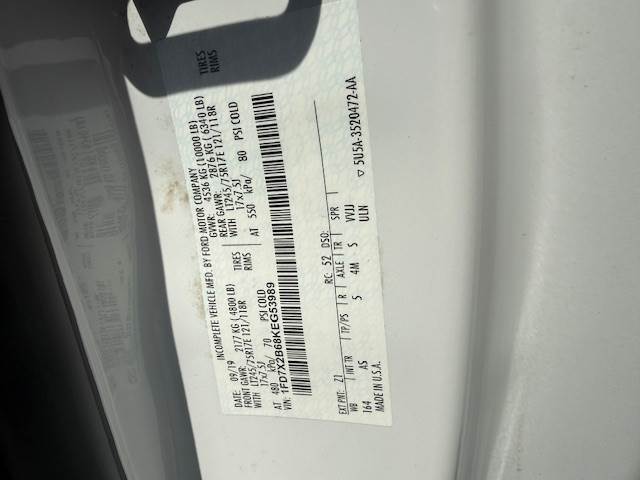 INCOMPLETE VEHICLE MFD. BY FORD MOTOR COMPANY
DATE: 09/19 GVWR: 4536 KG (10000 LB)
FRONT GAWR: 2177 KG (4800 LB) REAR GAWR: 2876 KG (6340 LB)
WITH LT245/75R17E 121/118R TIRES WITH LT245/75R17E 121/118R TIRES
17x7.5J RIMS 17x7.5J RIMS
AT 480 kPa/ 70 PSI COLD AT 550 kPa/ 80 PSI COLD
VIN: 1FD7X2B68KEG53989
EXT PNT: Z1 RC: 52 DSO:
WB INT TR TP/PS R AXLE TR SPR
164 AS 5 4M S VVJJ
MADE IN U.S.A. ULN
▽ 5U5A-3520472-AA